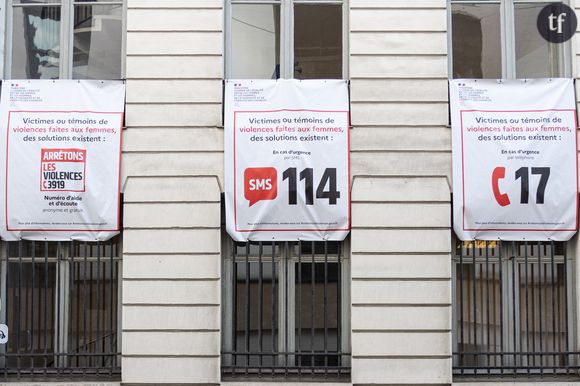 tf
Victimes ou témoins de
violences faites aux femmes,
des solutions existent :
ARRÊTONS
LES
VIOLENCES
3919
Numéro d'aide
et d'écoute
anonyme et gratuit
Victimes ou témoins de
violences faites aux femmes,
des solutions existent :
En cas d'urgence
par SMS
SMS 114
Victimes ou témoins de
violences faites aux femmes,
des solutions existent :
En cas d'urgence
par téléphone
17